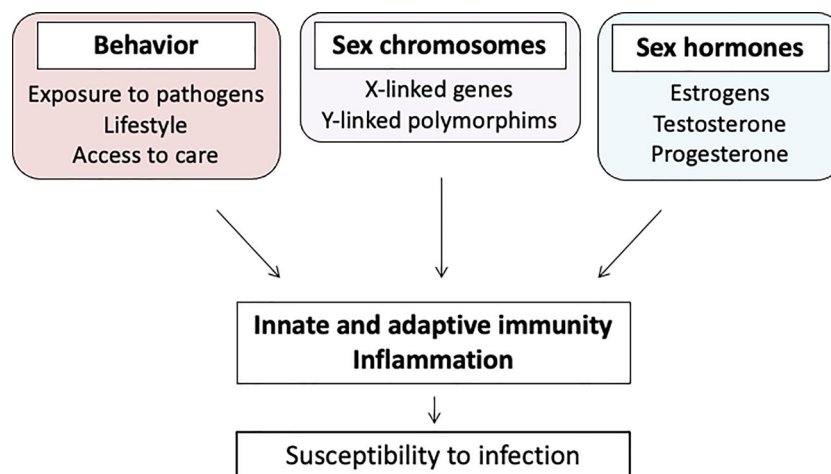 Behavior
Exposure to pathogens
Lifestyle
Access to care
Sex chromosomes
X-linked genes
Y-linked polymorphims
Sex hormones
Estrogens
Testosterone
Progesterone
Innate and adaptive immunity
Inflammation
Susceptibility to infection